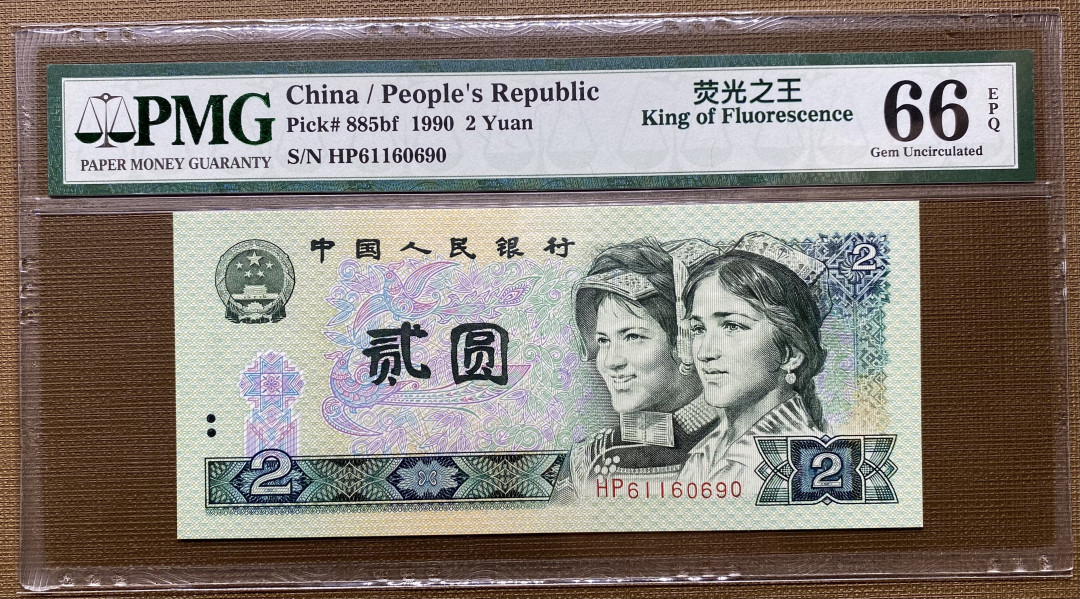 PMG
PAPER MONEY GUARANTY
China / People's Republic
Pick# 885bf 1990 2 Yuan
S/N HP61160690
荧光之王
King of Fluorescence
66
EPQ
Gem Uncirculated
中国人民银行
2
贰圆
2
HP61160690
2